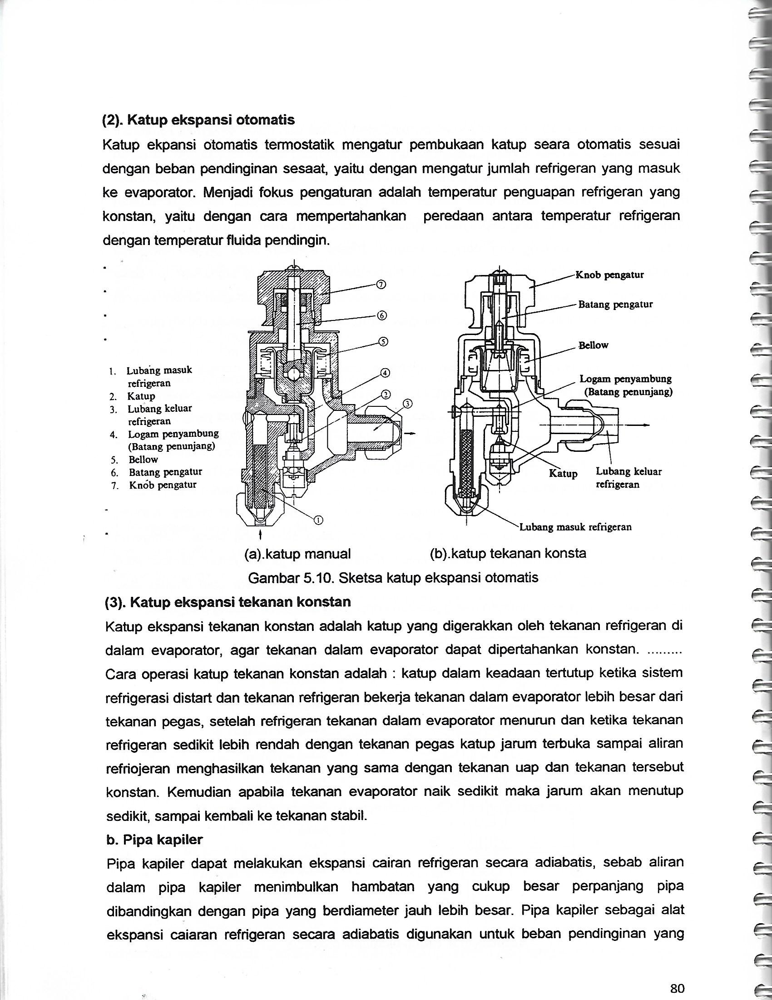 (2). Katup ekspansi otomatis
Katup ekpansi otomatis termostatik mengatur pembukaan katup seara otomatis sesuai
dengan beban pendinginan sesaat, yaitu dengan mengatur jumlah refrigeran yang masuk
ke evaporator. Menjadi fokus pengaturan adalah temperatur penguapan refrigeran yang
konstan, yaitu dengan cara mempertahankan peredaan antara temperatur refrigeran
dengan temperatur fluida pendingin.
1. Lubang masuk
refrigeran
2. Katup
3. Lubang keluar
refrigeran
4. Logam penyambung
(Batang penunjang)
5. Bellow
6. Batang pengatur
7. Knob pengatur
7
6
5
4
2
3
1
Knob pengatur
Batang pengatur
Bellow
Logam penyambung
(Batang penunjang)
Katup
Lubang keluar
refrigeran
Lubang masuk refrigeran
(a).katup manual
(b).katup tekanan konsta
Gambar 5.10. Sketsa katup ekspansi otomatis
(3). Katup ekspansi tekanan konstan
Katup ekspansi tekanan konstan adalah katup yang digerakkan oleh tekanan refrigeran di
dalam evaporator, agar tekanan dalam evaporator dapat dipertahankan konstan. .........
Cara operasi katup tekanan konstan adalah : katup dalam keadaan tertutup ketika sistem
refrigerasi distart dan tekanan refrigeran bekerja tekanan dalam evaporator lebih besar dari
tekanan pegas, setelah refrigeran tekanan dalam evaporator menurun dan ketika tekanan
refrigeran sedikit lebih rendah dengan tekanan pegas katup jarum terbuka sampai aliran
refriojeran menghasilkan tekanan yang sama dengan tekanan uap dan tekanan tersebut
konstan. Kemudian apabila tekanan evaporator naik sedikit maka jarum akan menutup
sedikit, sampai kembali ke tekanan stabil.
b. Pipa kapiler
Pipa kapiler dapat melakukan ekspansi cairan refrigeran secara adiabatis, sebab aliran
dalam pipa kapiler menimbulkan hambatan yang cukup besar perpanjang pipa
dibandingkan dengan pipa yang berdiameter jauh lebih besar. Pipa kapiler sebagai alat
ekspansi caiaran refrigeran secara adiabatis digunakan untuk beban pendinginan yang
80